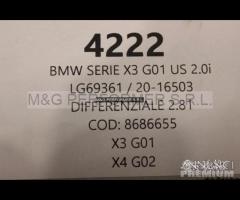 4222
BMW SERIE X3 G01 US 2.0i
LG69361 / 20-16503
M&G PERFORMENCE S.R.L.
DIFFERENZIALE 2.81
COD: 8686655
X3 G01
X4 G02
PREMIUM